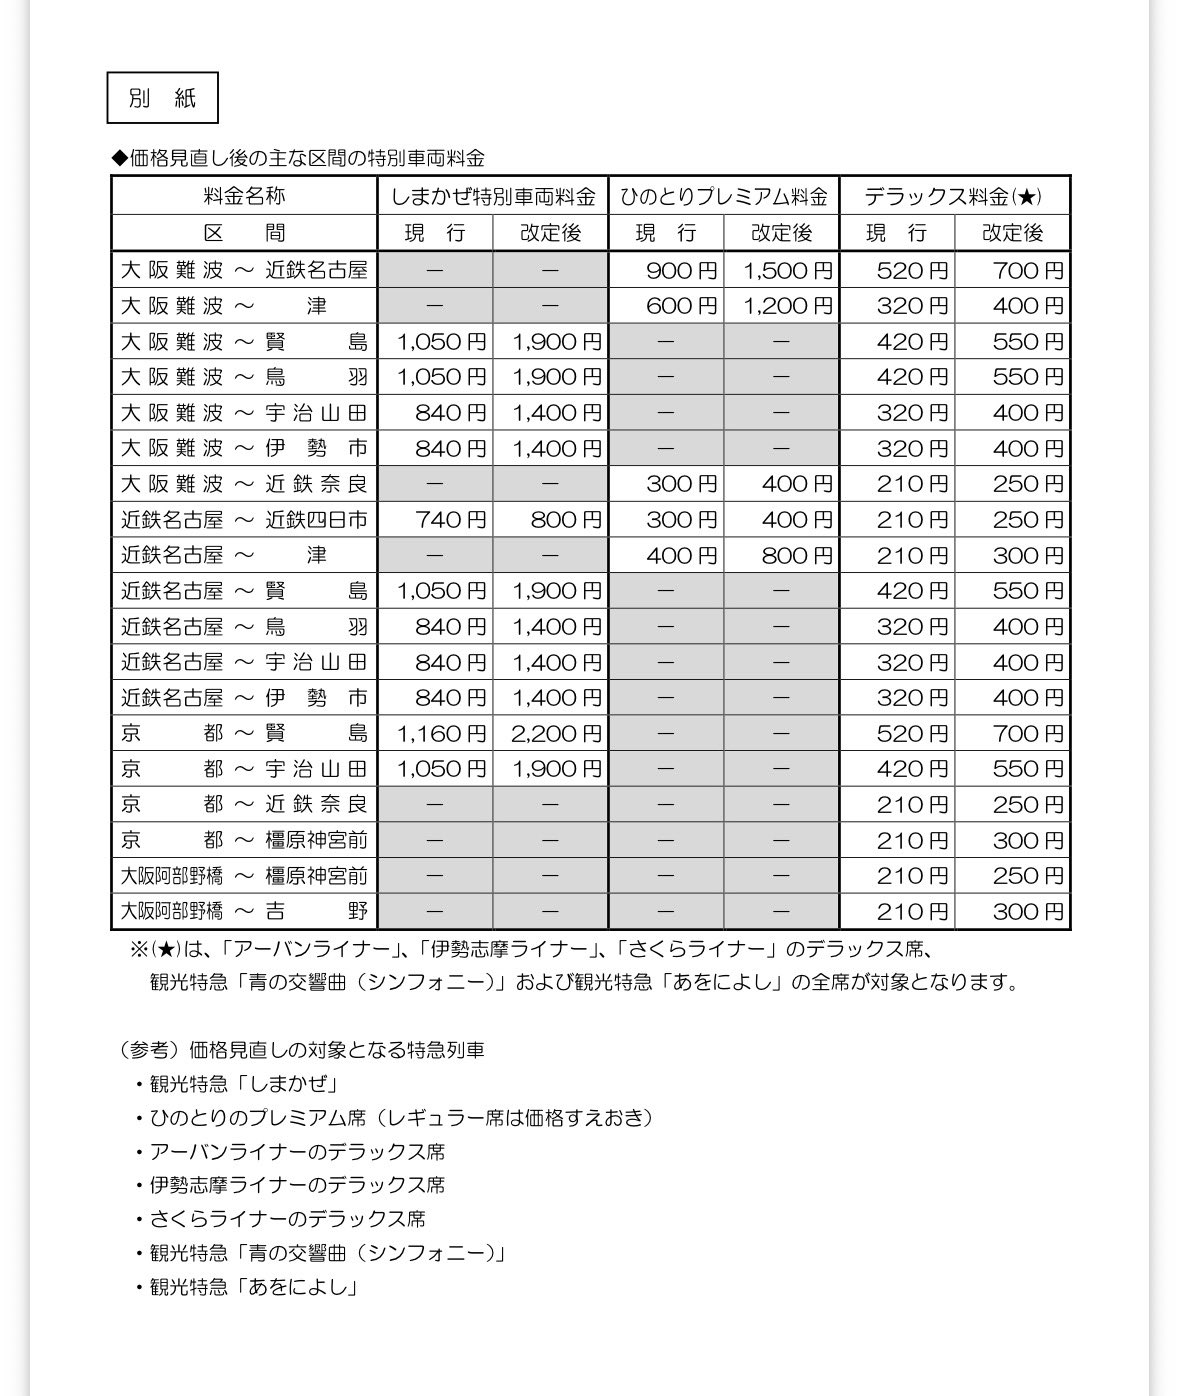 別　紙
◆価格見直し後の主な区間の特別車両料金
料金名称 しまかぜ特別車両料金 ひのとりプレミアム料金 デラックス料金(★)
区　間 現　行 改定後 現　行 改定後 現　行 改定後
大阪難波 ～ 近鉄名古屋 － － 900円 1,500円 520円 700円
大阪難波 ～ 津 － － 600円 1,200円 320円 400円
大阪難波 ～ 賢島 1,050円 1,900円 － － 420円 550円
大阪難波 ～ 鳥羽 1,050円 1,900円 － － 420円 550円
大阪難波 ～ 宇治山田 840円 1,400円 － － 320円 400円
大阪難波 ～ 伊勢市 840円 1,400円 － － 320円 400円
大阪難波 ～ 近鉄奈良 － － 300円 400円 210円 250円
近鉄名古屋 ～ 近鉄四日市 740円 800円 300円 400円 210円 250円
近鉄名古屋 ～ 津 － － 400円 800円 210円 300円
近鉄名古屋 ～ 賢島 1,050円 1,900円 － － 420円 550円
近鉄名古屋 ～ 鳥羽 840円 1,400円 － － 320円 400円
近鉄名古屋 ～ 宇治山田 840円 1,400円 － － 320円 400円
近鉄名古屋 ～ 伊勢市 840円 1,400円 － － 320円 400円
京都 ～ 賢島 1,160円 2,200円 － － 520円 700円
京都 ～ 宇治山田 1,050円 1,900円 － － 420円 550円
京都 ～ 近鉄奈良 － － － － 210円 250円
京都 ～ 橿原神宮前 － － － － 210円 300円
大阪阿部野橋 ～ 橿原神宮前 － － － － 210円 250円
大阪阿部野橋 ～ 吉野 － － － － 210円 300円
※(★)は、「アーバンライナー」、「伊勢志摩ライナー」、「さくらライナー」のデラックス席、
観光特急「青の交響曲（シンフォニー）」および観光特急「あをによし」の全席が対象となります。
（参考）価格見直しの対象となる特急列車
・観光特急「しまかぜ」
・ひのとりのプレミアム席（レギュラー席は価格すえおき）
・アーバンライナーのデラックス席
・伊勢志摩ライナーのデラックス席
・さくらライナーのデラックス席
・観光特急「青の交響曲（シンフォニー）」
・観光特急「あをによし」